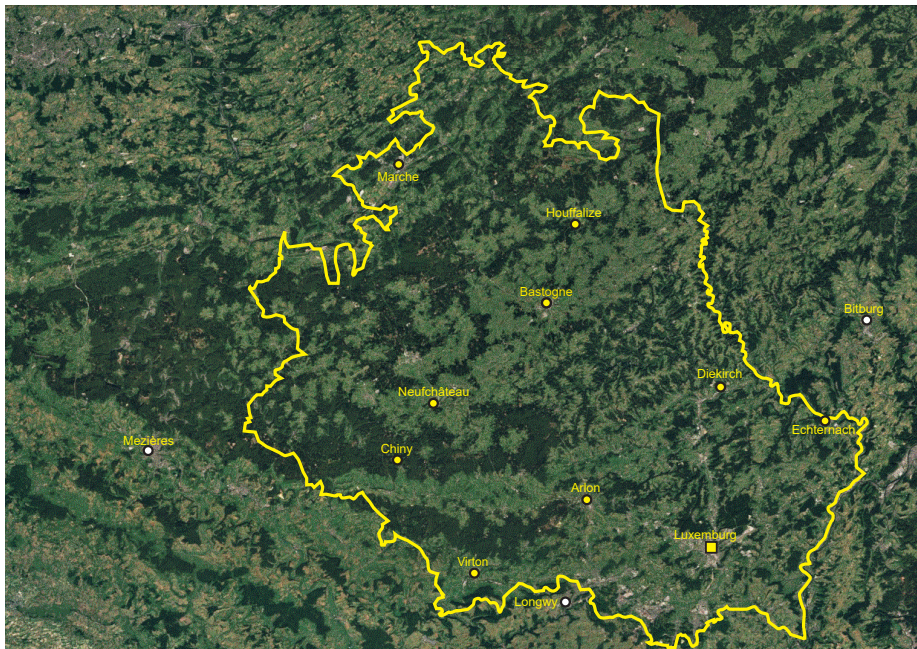 Marche
Houffalize
Bastogne
Bitburg
Diekirch
Neufchâteau
Echternach
Mezières
Chiny
Arlon
Luxemburg
Virton
Longwy